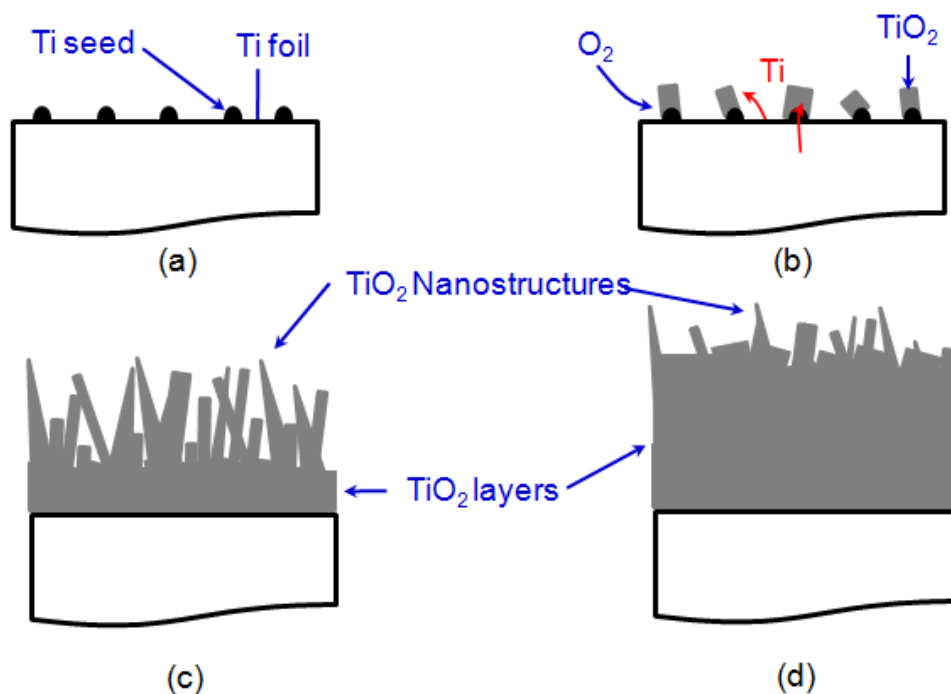 Ti seed
Ti foil
O₂
Ti
TiO₂
(a)
(b)
TiO₂ Nanostructures
TiO₂ layers
(c)
(d)